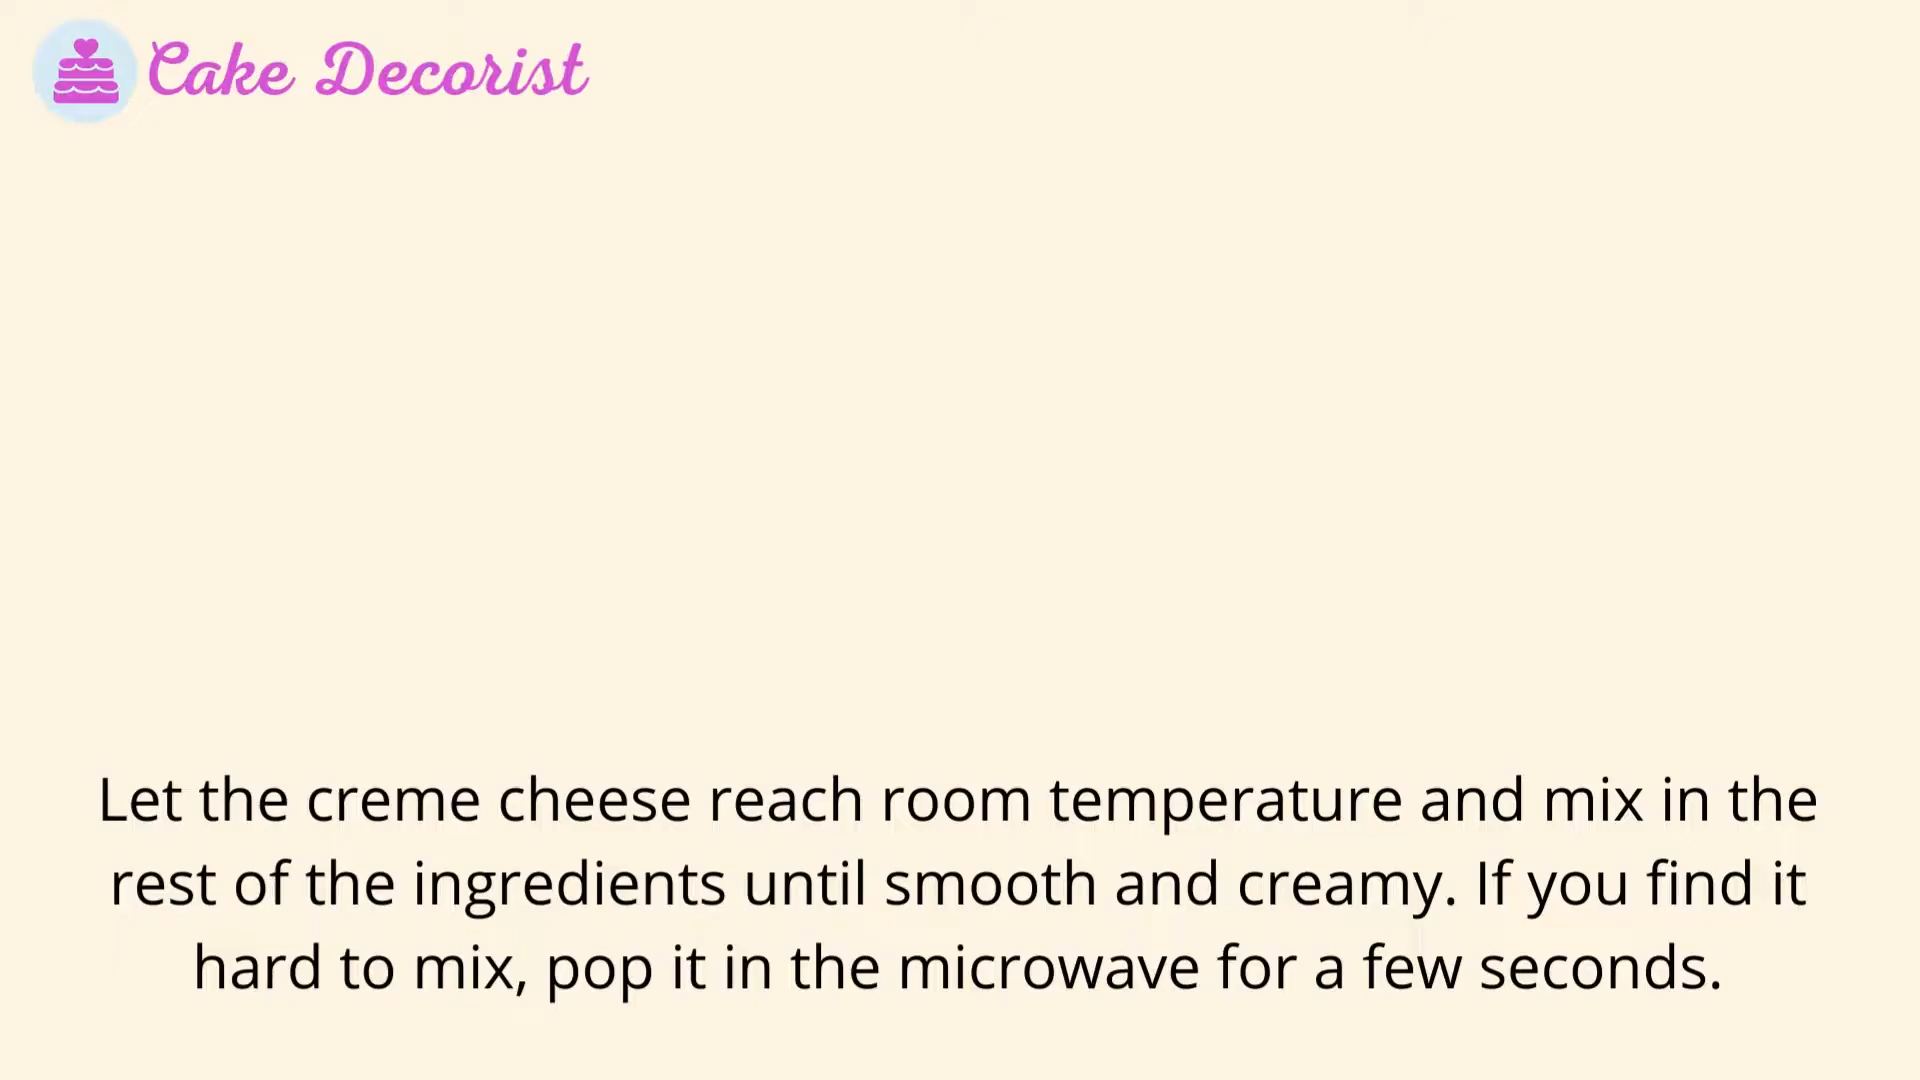 Cake Decorist
Let the creme cheese reach room temperature and mix in the
rest of the ingredients until smooth and creamy. If you find it
hard to mix, pop it in the microwave for a few seconds.